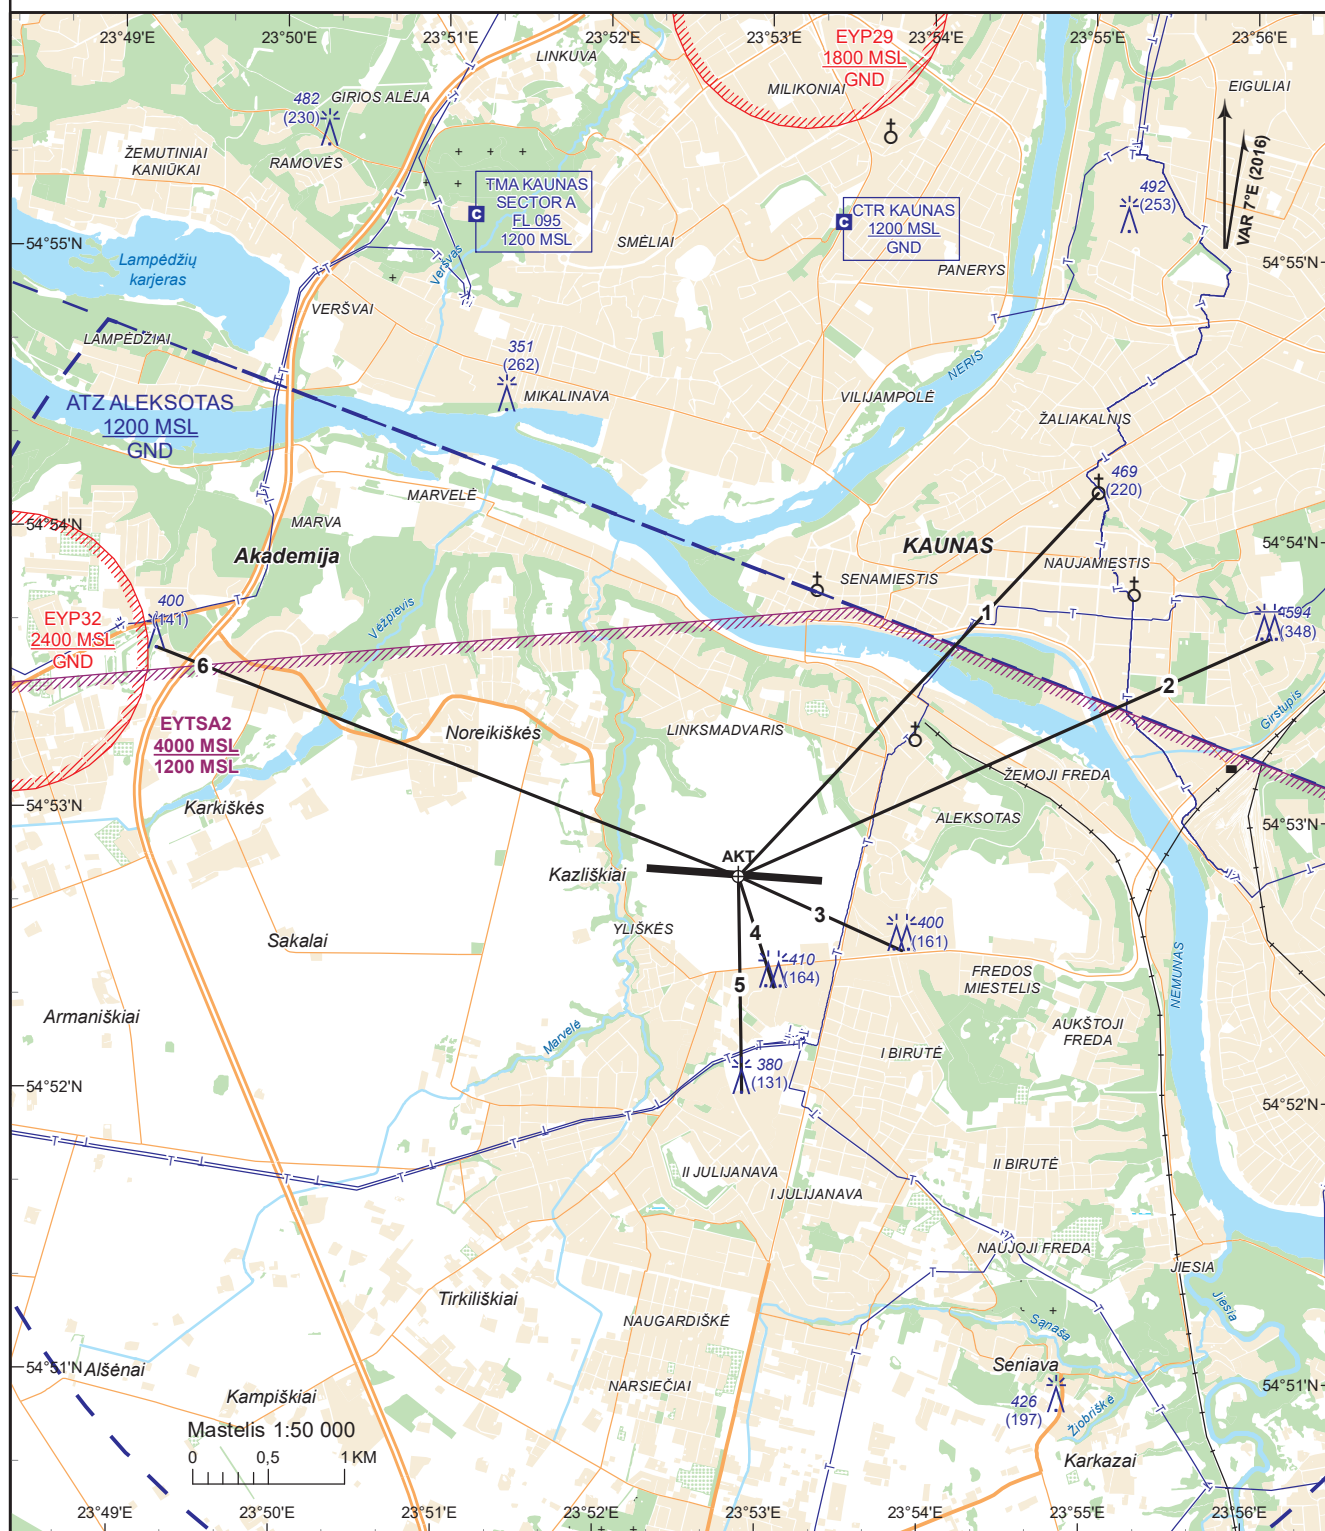 23°49'E
23°50'E
23°51'E
23°52'E
23°53'E
23°54'E
23°55'E
23°56'E
LINKUVA
EYP29
1800 MSL
GND
MILIKONIAI
EIGULIAI
482
(230)
GIRIOS ALĖJA
ŽEMUTINIAI
KANIŪKAI
RAMOVĖS
VAR 7°E (2016)
TMA KAUNAS
SECTOR A
FL 095
1200 MSL
C
CTR KAUNAS
1200 MSL
GND
C
492
(253)
54°55'N
54°55'N
SMĖLIAI
PANERYS
Lampėdžių
karjeras
Veršvas
VERŠVAI
LAMPĖDŽIAI
351
(262)
MIKALINAVA
NERIS
VILIJAMPOLĖ
ATZ ALEKSOTAS
1200 MSL
GND
ŽALIAKALNIS
469
(220)
MARVELĖ
MARVA
54°54'N
54°54'N
Akademija
KAUNAS
SENAMIESTIS
NAUJAMIESTIS
EYP32
2400 MSL
GND
400
(141)
Vėžpievis
1
594
(348)
6
2
EYTSA2
4000 MSL
1200 MSL
Noreikiškės
LINKSMADVARIS
Girstupis
ŽEMOJI FREDA
Karkiškės
54°53'N
54°53'N
ALEKSOTAS
AKT
Kazliškiai
3
400
(161)
4
YLIŠKĖS
Sakalai
410
(164)
5
FREDOS
MIESTELIS
NEMUNAS
Armaniškiai
Marvelė
AUKŠTOJI
FREDA
I BIRUTĖ
380
(131)
54°52'N
54°52'N
II JULIJANAVA
I JULIJANAVA
II BIRUTĖ
NAUJOJI FREDA
JIESIA
Tirkiliškiai
Jiesia
NAUGARDIŠKĖ
Sąnaša
54°51'N
Alšėnai
Seniava
54°51'N
NARSIEČIAI
Kampiškiai
426
(197)
Žiobriškė
Mastelis 1:50 000
0
0,5
1 KM
Karkazai
23°49'E
23°50'E
23°51'E
23°52'E
23°53'E
23°54'E
23°55'E
23°56'E